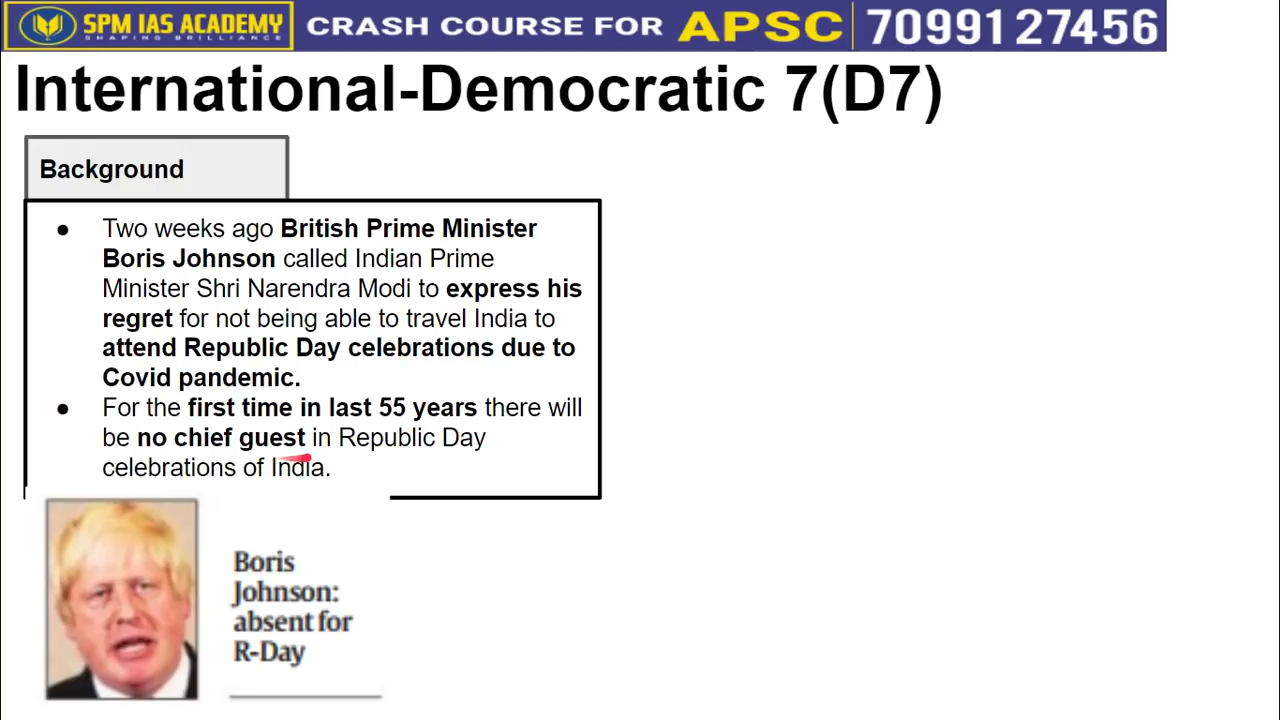 SPM IAS ACADEMY
SHAPING BRILLIANCE
CRASH COURSE FOR APSC 70991 27456
International-Democratic 7(D7)
Background
● Two weeks ago British Prime Minister
Boris Johnson called Indian Prime
Minister Shri Narendra Modi to express his
regret for not being able to travel India to
attend Republic Day celebrations due to
Covid pandemic.
● For the first time in last 55 years there will
be no chief guest in Republic Day
celebrations of India.
Boris
Johnson:
absent for
R-Day